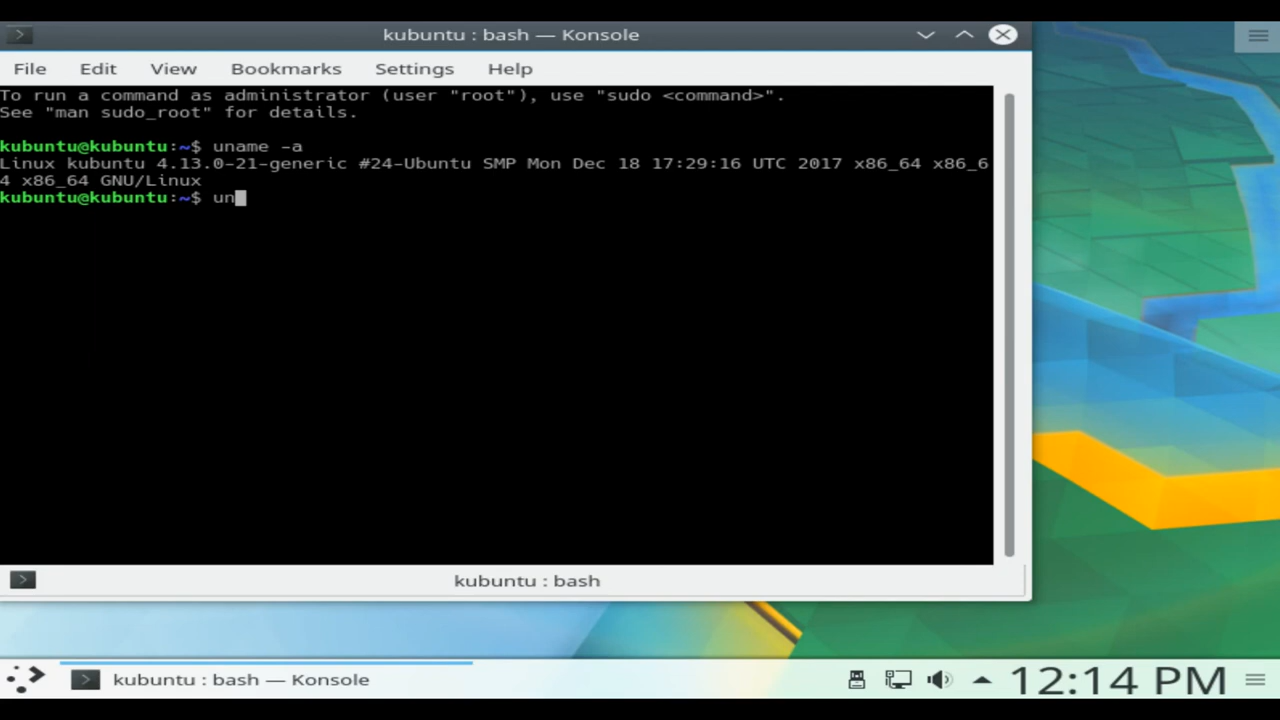 kubuntu : bash — Konsole
File Edit View Bookmarks Settings Help
To run a command as administrator (user "root"), use "sudo <command>".
See "man sudo_root" for details.
kubuntu@kubuntu:~$ uname -a
Linux kubuntu 4.13.0-21-generic #24-Ubuntu SMP Mon Dec 18 17:29:16 UTC 2017 x86_64 x86_6
4 x86_64 GNU/Linux
kubuntu@kubuntu:~$ un
kubuntu : bash
kubuntu : bash — Konsole
12:14 PM